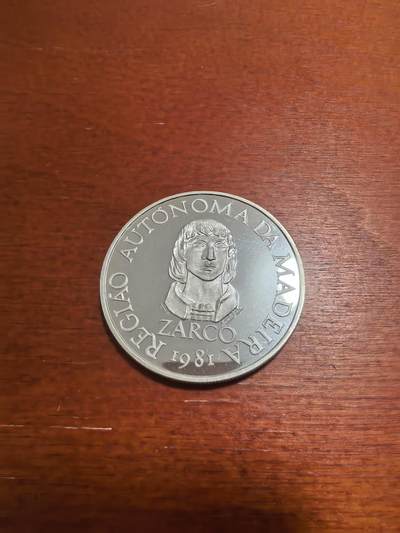 REGIÃO AUTÓNOMA DA MADEIRA
ZARCO
1981